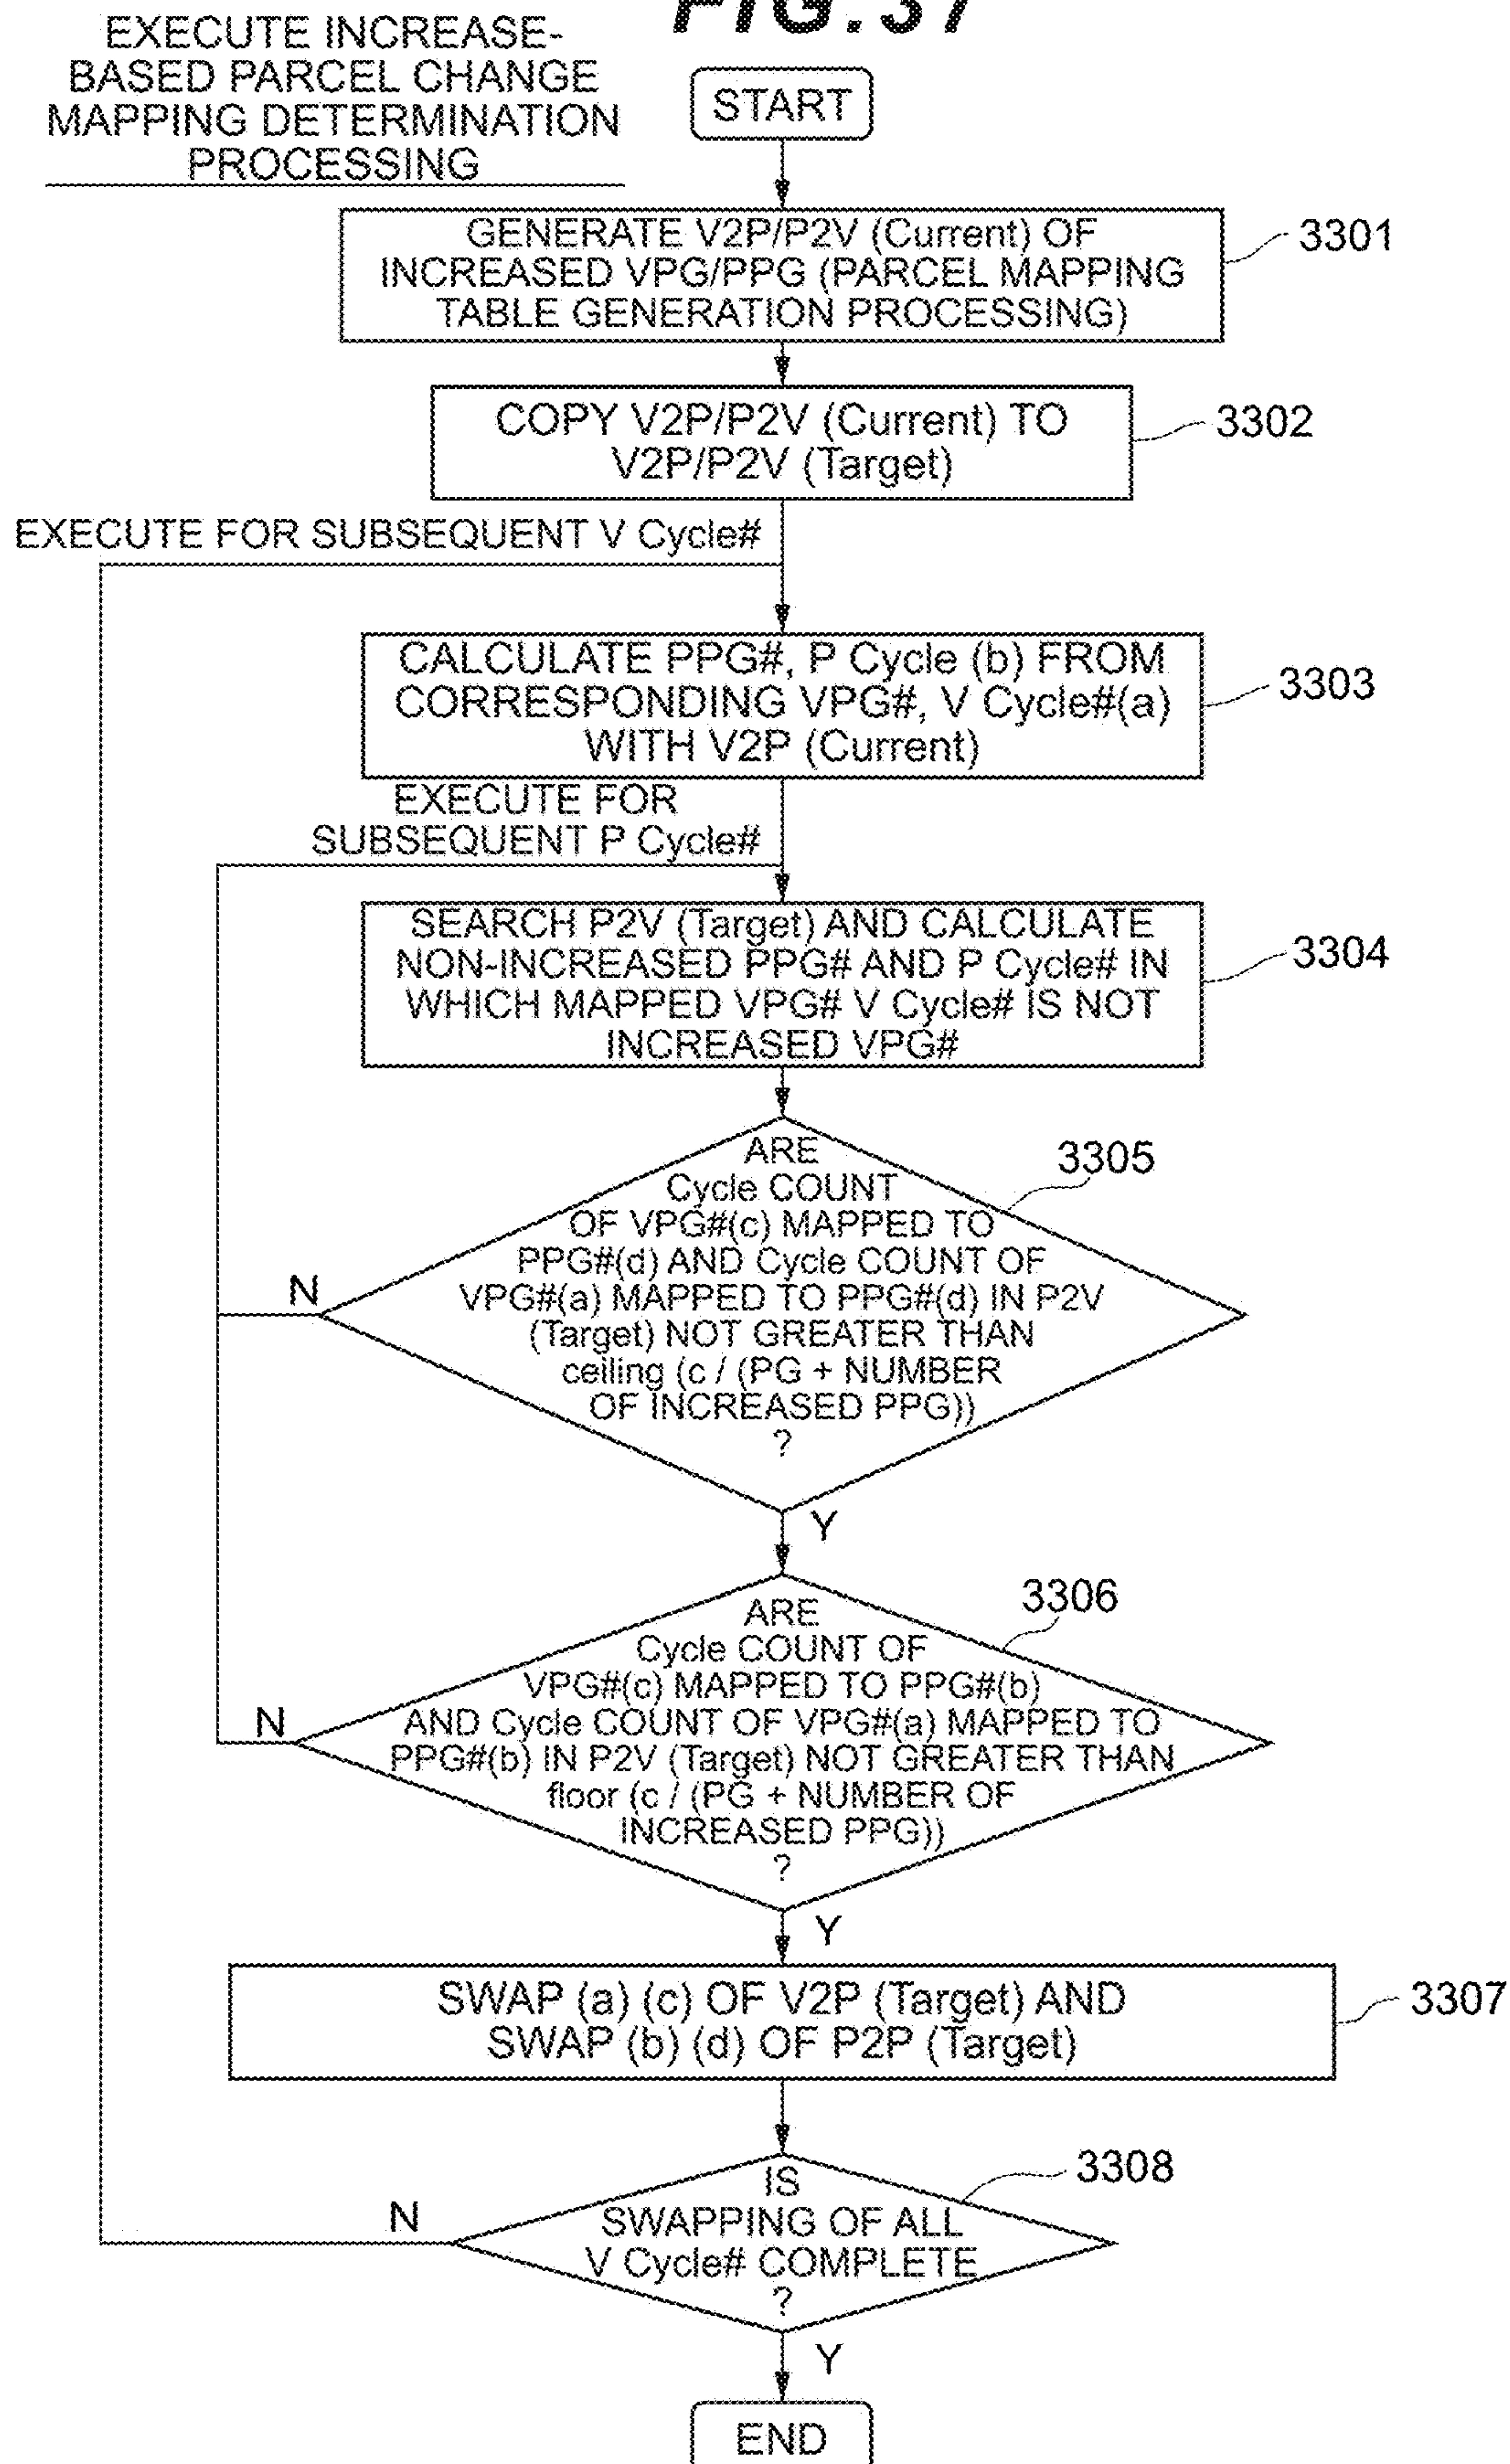 FIG. 37
EXECUTE INCREASE-
BASED PARCEL CHANGE
MAPPING DETERMINATION
PROCESSING
START
GENERATE V2P/P2V (Current) OF
INCREASED VPG/PPG (PARCEL MAPPING
TABLE GENERATION PROCESSING)
3301
COPY V2P/P2V (Current) TO
V2P/P2V (Target)
3302
EXECUTE FOR SUBSEQUENT V Cycle#
CALCULATE PPG#, P Cycle (b) FROM
CORRESPONDING VPG#, V Cycle#(a)
WITH V2P (Current)
3303
EXECUTE FOR
SUBSEQUENT P Cycle#
SEARCH P2V (Target) AND CALCULATE
NON-INCREASED PPG# AND P Cycle# IN
WHICH MAPPED VPG# V Cycle# IS NOT
INCREASED VPG#
3304
ARE
Cycle COUNT
OF VPG#(c) MAPPED TO
PPG#(d) AND Cycle COUNT OF
VPG#(a) MAPPED TO PPG#(d) IN P2V
(Target) NOT GREATER THAN
ceiling (c / (PG + NUMBER
OF INCREASED PPG))
?
3305
N
Y
ARE
Cycle COUNT OF
VPG#(c) MAPPED TO PPG#(b)
AND Cycle COUNT OF VPG#(a) MAPPED TO
PPG#(b) IN P2V (Target) NOT GREATER THAN
floor (c / (PG + NUMBER OF
INCREASED PPG))
?
3306
N
Y
SWAP (a) (c) OF V2P (Target) AND
SWAP (b) (d) OF P2P (Target)
3307
IS
SWAPPING OF ALL
V Cycle# COMPLETE
?
3308
N
Y
END